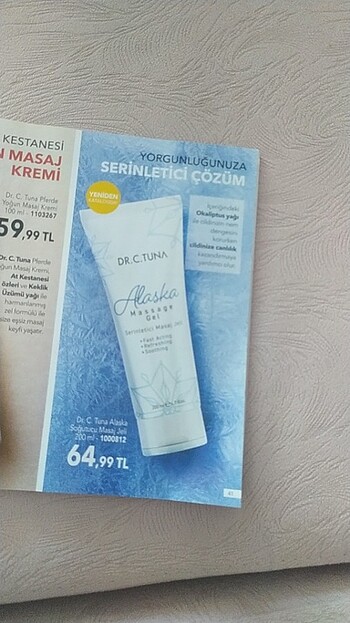 KESTANESİ
N MASAJ
KREMİ
Dr. C. Tuna Pferde
Yoğun Masaj Kremi
100 ml - 1103267
59,99 TL
Dr. C. Tuna Pferde
Yoğun Masaj Kremi,
At Kestanesi
özleri ve Keklik
Üzümü yağı ile
harmanlanmış
zel formülü ile
size eşsiz masaj
keyfi yaşatır.
YORGUNLUĞUNUZA
SERİNLETİCİ ÇÖZÜM
YENİDEN
İçeriğindeki
Okaliptus yağı
ile cildinizin nem
dengesini
korurken
cildinize canlılık
kazandırmaya
yardımcı olur.
DR.C.TUNA
Alaska
Massage
Gel
Serinletici Masaj Jeli
• Fast Acting
• Refreshing
• Soothing
Dr. C. Tuna Alaska
Soğutucu Masaj Jeli
200 ml - 1000812
64,99 TL